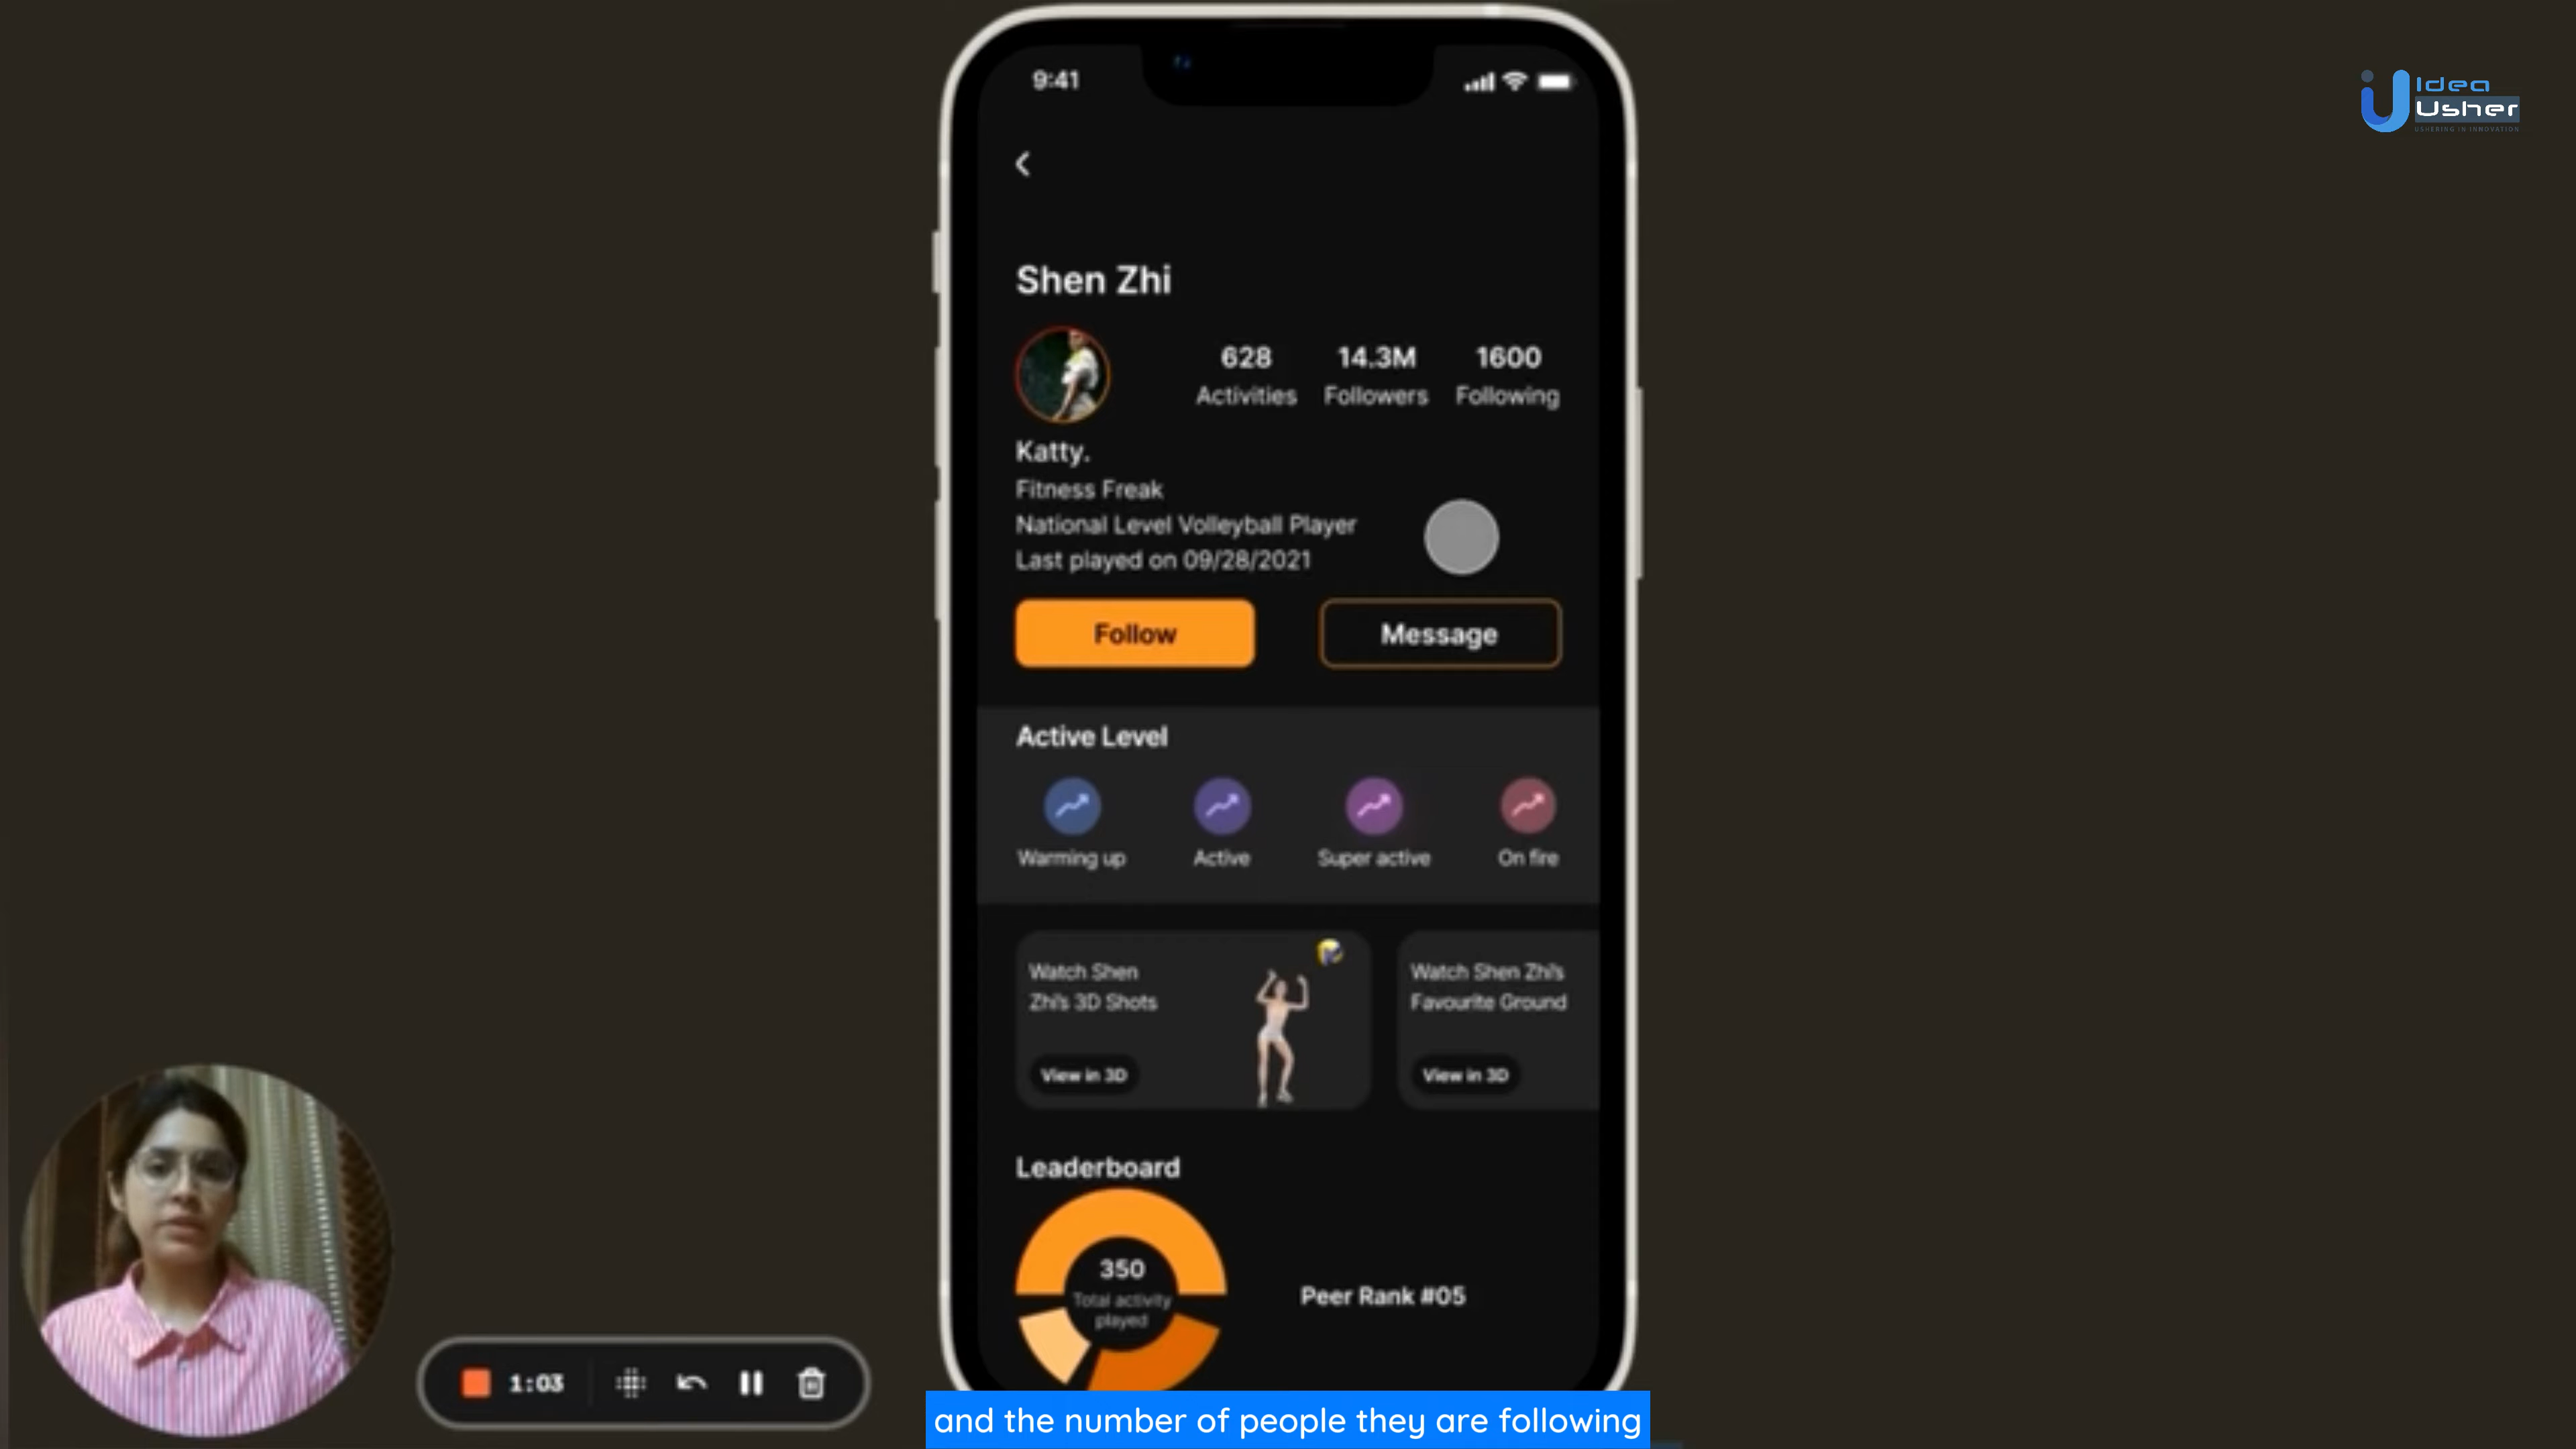 9:41
Idea
Usher
USHERING IN INNOVATION
Shen Zhi
628
14.3M
1600
Activities
Followers
Following
Katty.
Fitness Freak
National Level Volleyball Player
Last played on 09/28/2021
Follow
Message
Active Level
Warming up
Active
Super active
On fire
Watch Shen
Zhi's 3D Shots
View in 3D
Watch Shen Zhi's
Favourite Ground
View in 3D
Leaderboard
350
Total activity
played
Peer Rank #05
1:03
and the number of people they are following